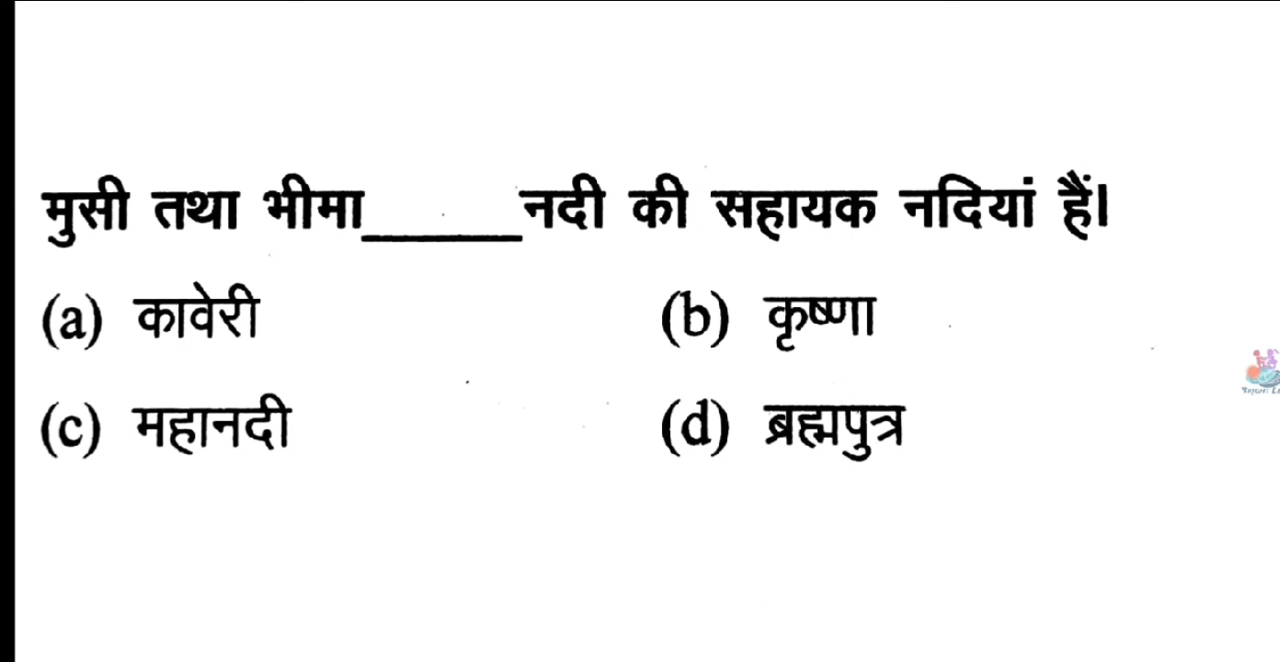 मुसी तथा भीमा______नदी की सहायक नदियां हैं।
(a) कावेरी (b) कृष्णा
(c) महानदी (d) ब्रह्मपुत्र